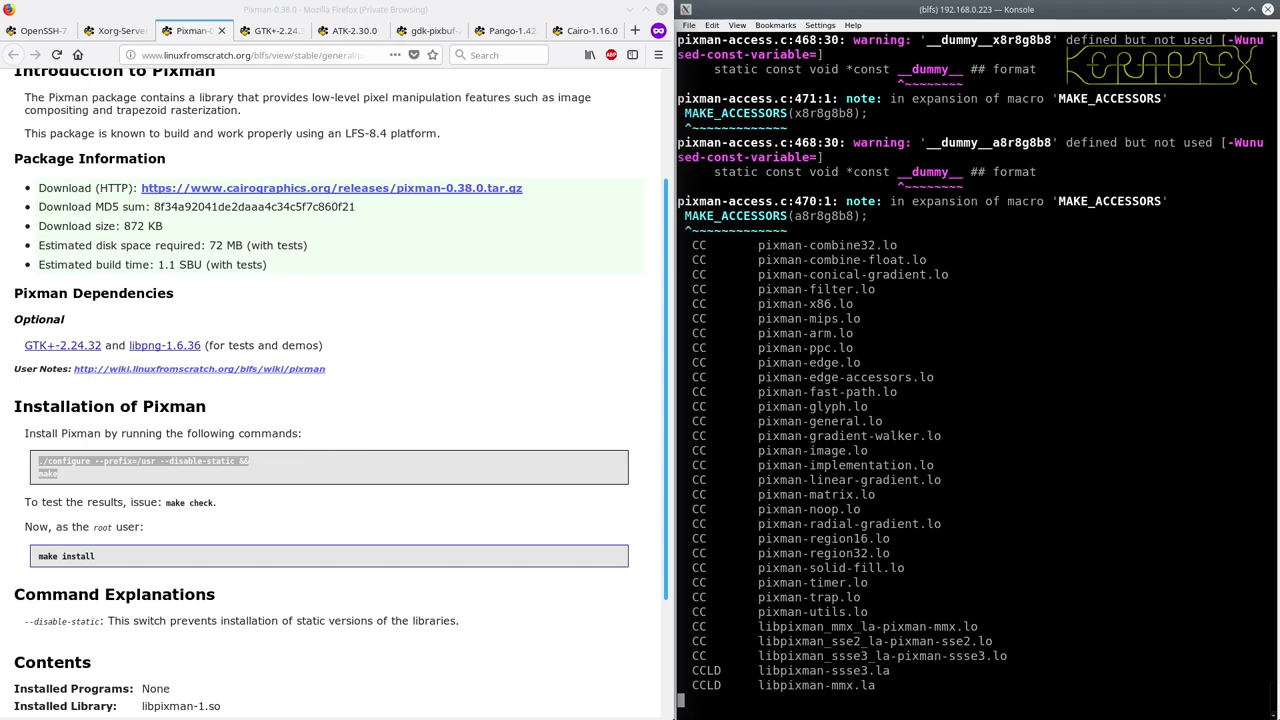 Pixman-0.38.0 - Mozilla Firefox (Private Browsing)
OpenSSH-7
Xorg-Server
Pixman-0
GTK+-2.24.
ATK-2.30.0
gdk-pixbuf-2
Pango-1.42
Cairo-1.16.0
www.linuxfromscratch.org/blfs/view/stable/general/p
Search
Introduction to Pixman
The Pixman package contains a library that provides low-level pixel manipulation features such as image
compositing and trapezoid rasterization.
This package is known to build and work properly using an LFS-8.4 platform.
Package Information
Download (HTTP): https://www.cairographics.org/releases/pixman-0.38.0.tar.gz
Download MD5 sum: 8f34a92041de2daaa4c34c5f7c860f21
Download size: 872 KB
Estimated disk space required: 72 MB (with tests)
Estimated build time: 1.1 SBU (with tests)
Pixman Dependencies
Optional
GTK+-2.24.32 and libpng-1.6.36 (for tests and demos)
User Notes: http://wiki.linuxfromscratch.org/blfs/wiki/pixman
Installation of Pixman
Install Pixman by running the following commands:
./configure --prefix=/usr --disable-static &&
make
To test the results, issue: make check.
Now, as the root user:
make install
Command Explanations
--disable-static: This switch prevents installation of static versions of the libraries.
Contents
Installed Programs: None
Installed Library: libpixman-1.so
(blfs) 192.168.0.223 — Konsole
File Edit View Bookmarks Settings Help
KERNOTEX
pixman-access.c:468:30: warning: '__dummy__x8r8g8b8' defined but not used [-Wunu
sed-const-variable=]
static const void *const __dummy__ ## format
^~~~~~~~~
pixman-access.c:471:1: note: in expansion of macro 'MAKE_ACCESSORS'
MAKE_ACCESSORS(x8r8g8b8);
^~~~~~~~~~~~~~
pixman-access.c:468:30: warning: '__dummy__a8r8g8b8' defined but not used [-Wunu
sed-const-variable=]
static const void *const __dummy__ ## format
^~~~~~~~~
pixman-access.c:470:1: note: in expansion of macro 'MAKE_ACCESSORS'
MAKE_ACCESSORS(a8r8g8b8);
^~~~~~~~~~~~~~
CC pixman-combine32.lo
CC pixman-combine-float.lo
CC pixman-conical-gradient.lo
CC pixman-filter.lo
CC pixman-x86.lo
CC pixman-mips.lo
CC pixman-arm.lo
CC pixman-ppc.lo
CC pixman-edge.lo
CC pixman-edge-accessors.lo
CC pixman-fast-path.lo
CC pixman-glyph.lo
CC pixman-general.lo
CC pixman-gradient-walker.lo
CC pixman-image.lo
CC pixman-implementation.lo
CC pixman-linear-gradient.lo
CC pixman-matrix.lo
CC pixman-noop.lo
CC pixman-radial-gradient.lo
CC pixman-region16.lo
CC pixman-region32.lo
CC pixman-solid-fill.lo
CC pixman-timer.lo
CC pixman-trap.lo
CC pixman-utils.lo
CC libpixman_mmx_la-pixman-mmx.lo
CC libpixman_sse2_la-pixman-sse2.lo
CC libpixman_ssse3_la-pixman-ssse3.lo
CCLD libpixman-ssse3.la
CCLD libpixman-mmx.la